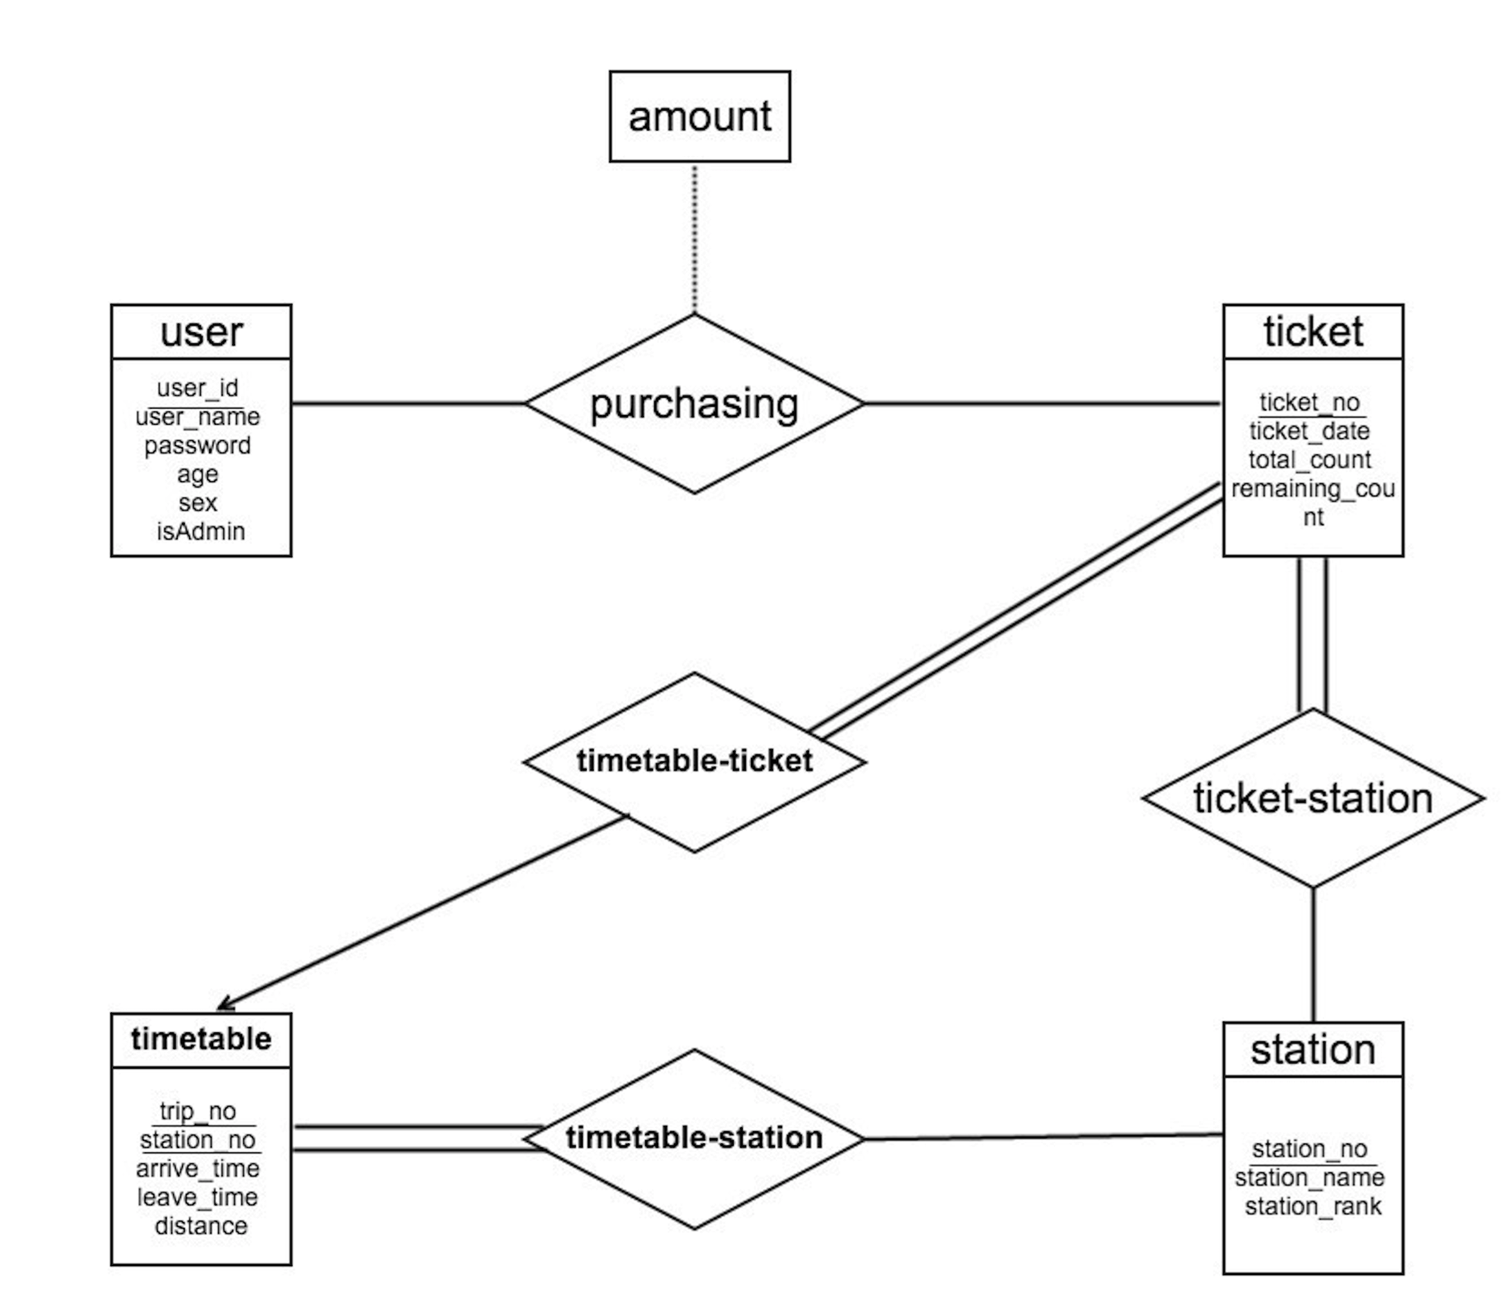 amount
user
user_id
user_name
password
age
sex
isAdmin
purchasing
ticket
ticket_no
ticket_date
total_count
remaining_cou
nt
timetable-ticket
ticket-station
timetable
trip_no
station_no
arrive_time
leave_time
distance
timetable-station
station
station_no
station_name
station_rank